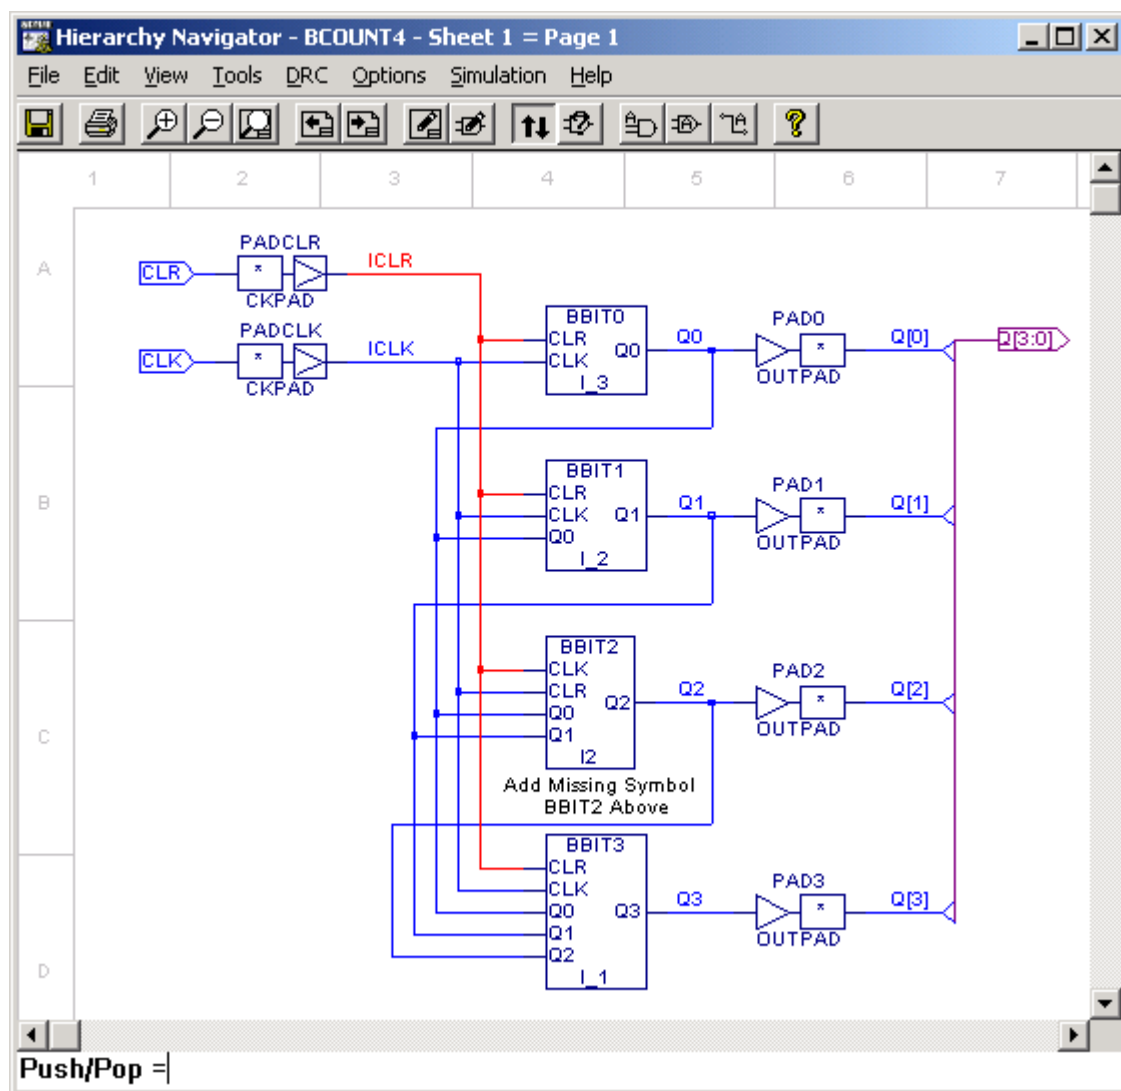 Hierarchy Navigator - BCOUNT4 - Sheet 1 = Page 1
File Edit View Tools DRC Options Simulation Help
1 2 3 4 5 6 7
A
PADCLR
CLR * ICLR
CKPAD
PADCLK
CLK * ICLK
CKPAD
BBIT0
CLR
CLK Q0
I_3
Q0
PAD0
*
OUTPAD
Q[0]
Q[3:0]
B
BBIT1
CLR
CLK Q1
Q0
I_2
Q1
PAD1
*
OUTPAD
Q[1]
C
BBIT2
CLK
CLR Q2
Q0
Q1
I2
Q2
PAD2
*
OUTPAD
Q[2]
Add Missing Symbol
BBIT2 Above
D
BBIT3
CLR
CLK
Q0 Q3
Q1
Q2
I_1
Q3
PAD3
*
OUTPAD
Q[3]
Push/Pop =